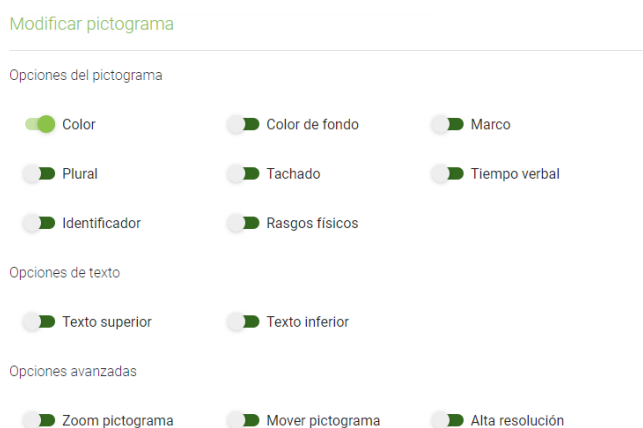 Modificar pictograma
Opciones del pictograma
Color Color de fondo Marco
Plural Tachado Tiempo verbal
Identificador Rasgos físicos
Opciones de texto
Texto superior Texto inferior
Opciones avanzadas
Zoom pictograma Mover pictograma Alta resolución